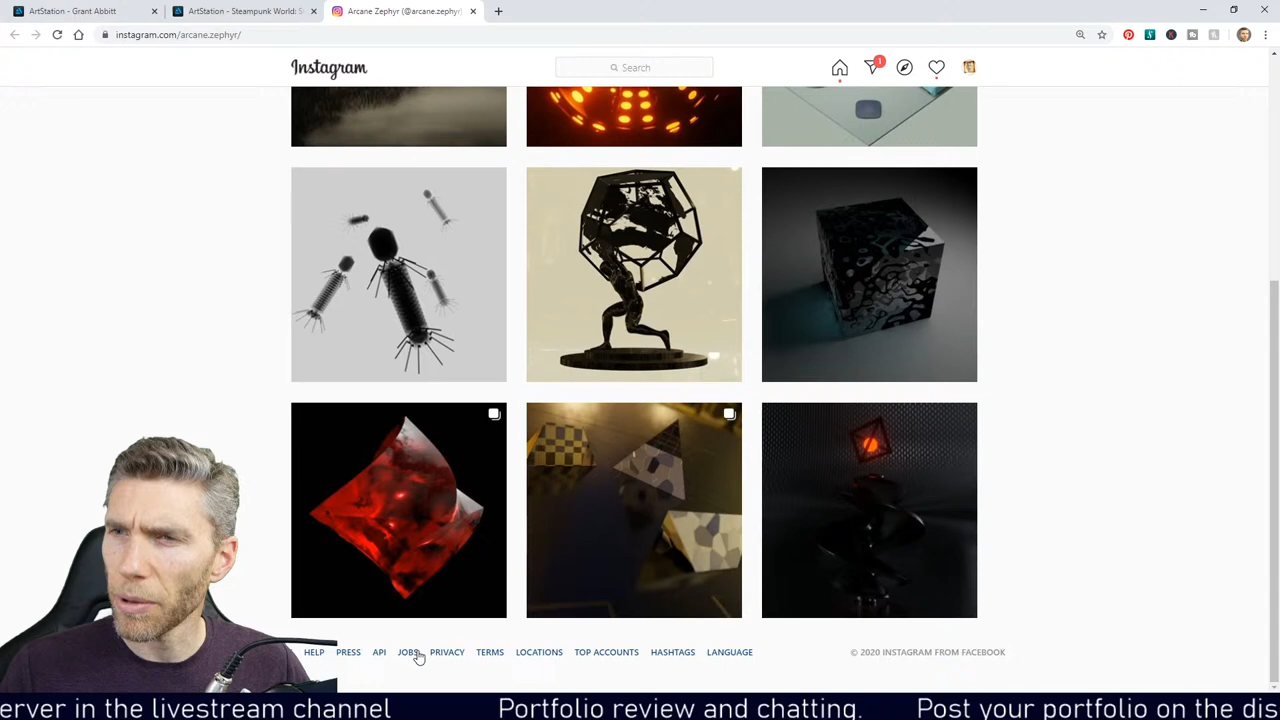 ArtStation - Grant Abbitt
ArtStation - Steampunk World: S
Arcane Zephyr (@arcane.zephyr)
instagram.com/arcane.zephyr/
Instagram
Search
1
HELP PRESS API JOBS PRIVACY TERMS LOCATIONS TOP ACCOUNTS HASHTAGS LANGUAGE
© 2020 INSTAGRAM FROM FACEBOOK
erver in the livestream channel Portfolio review and chatting. Post your portfolio on the dis